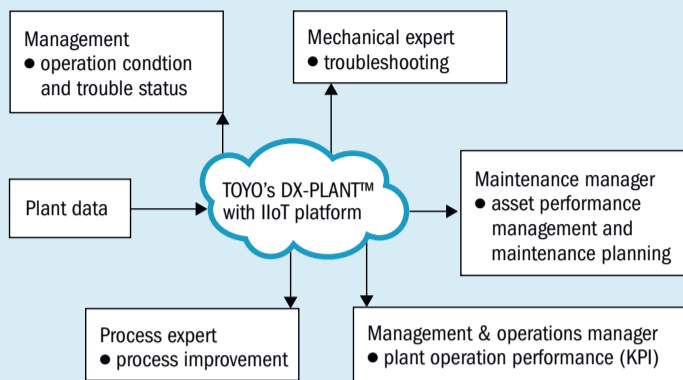 Management
● operation condtion
and trouble status
Mechanical expert
● troubleshooting
Plant data
TOYO's DX-PLANT™
with IIoT platform
Maintenance manager
● asset performance
management and
maintenance planning
Process expert
● process improvement
Management & operations manager
● plant operation performance (KPI)